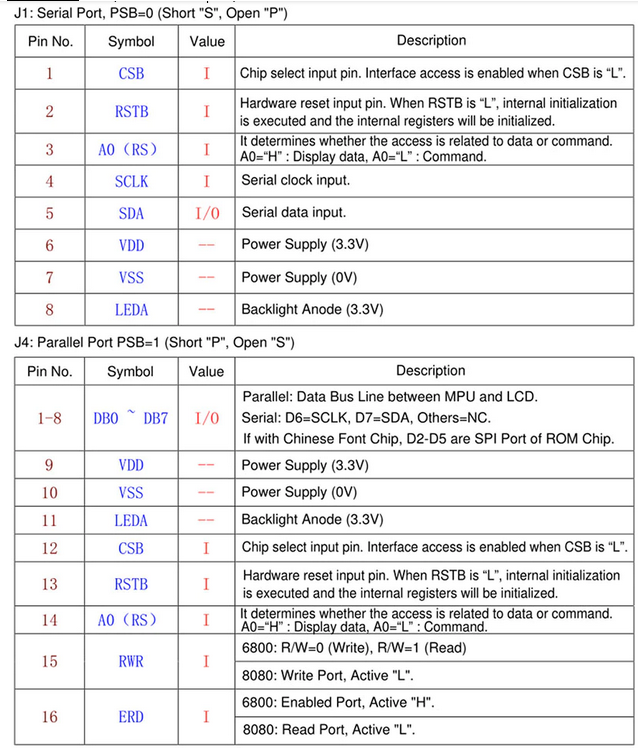 J1: Serial Port, PSB=0 (Short "S", Open "P")
Pin No. Symbol Value Description
1 CSB I Chip select input pin. Interface access is enabled when CSB is “L”.
2 RSTB I Hardware reset input pin. When RSTB is “L”, internal initialization
is executed and the internal registers will be initialized.
3 A0 (RS) I It determines whether the access is related to data or command.
A0=“H” : Display data, A0=“L” : Command.
4 SCLK I Serial clock input.
5 SDA I/O Serial data input.
6 VDD -- Power Supply (3.3V)
7 VSS -- Power Supply (0V)
8 LEDA -- Backlight Anode (3.3V)
J4: Parallel Port PSB=1 (Short "P", Open "S")
Pin No. Symbol Value Description
1-8 DB0 ~ DB7 I/O Parallel: Data Bus Line between MPU and LCD.
Serial: D6=SCLK, D7=SDA, Others=NC.
If with Chinese Font Chip, D2-D5 are SPI Port of ROM Chip.
9 VDD -- Power Supply (3.3V)
10 VSS -- Power Supply (0V)
11 LEDA -- Backlight Anode (3.3V)
12 CSB I Chip select input pin. Interface access is enabled when CSB is “L”.
13 RSTB I Hardware reset input pin. When RSTB is “L”, internal initialization
is executed and the internal registers will be initialized.
14 A0 (RS) I It determines whether the access is related to data or command.
A0=“H” : Display data, A0=“L” : Command.
15 RWR I 6800: R/W=0 (Write), R/W=1 (Read)
8080: Write Port, Active "L".
16 ERD I 6800: Enabled Port, Active "H".
8080: Read Port, Active "L".